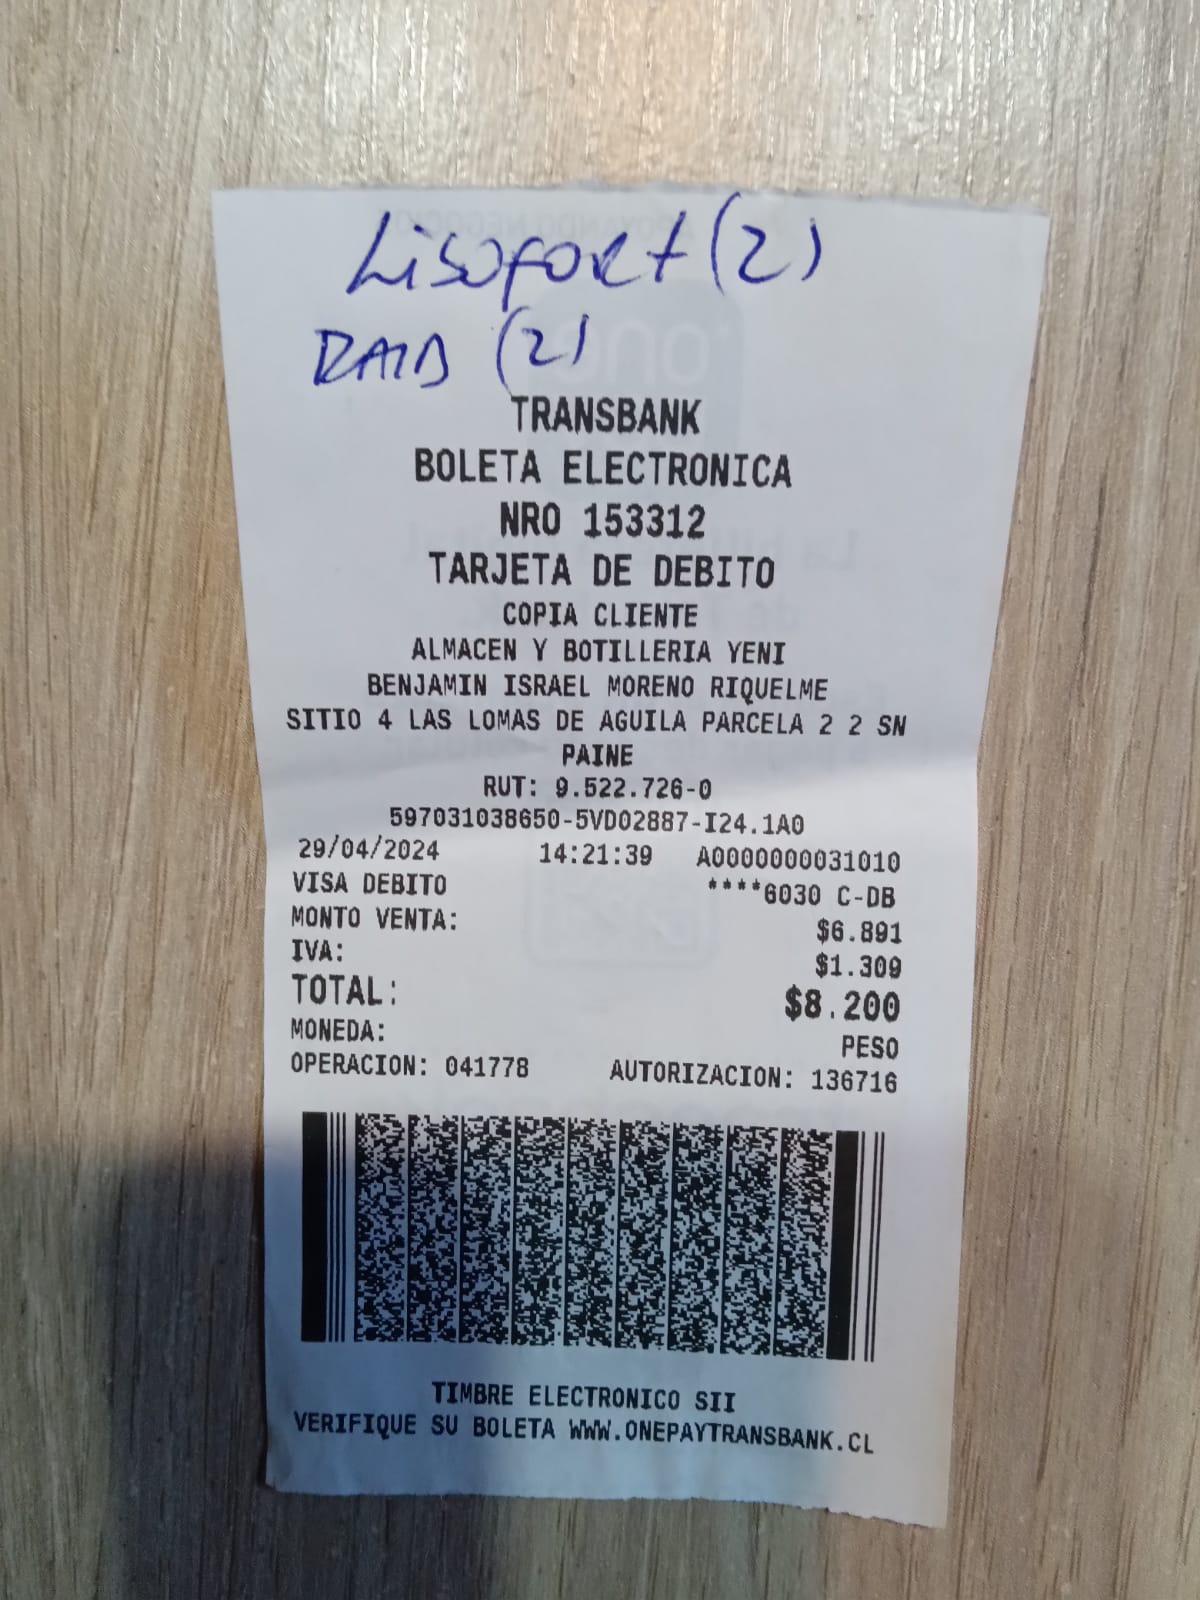 Lisofort (2)
RAID (2)
TRANSBANK
BOLETA ELECTRONICA
NRO 153312
TARJETA DE DEBITO
COPIA CLIENTE
ALMACEN Y BOTILLERIA YENI
BENJAMIN ISRAEL MORENO RIQUELME
SITIO 4 LAS LOMAS DE AGUILA PARCELA 2 2 SN
PAINE
RUT: 9.522.726-0
597031038650-5VD02887-I24.1A0
29/04/2024 14:21:39 A0000000031010
VISA DEBITO ****6030 C-DB
MONTO VENTA: $6.891
IVA: $1.309
TOTAL: $8.200
MONEDA: PESO
OPERACION: 041778 AUTORIZACION: 136716
TIMBRE ELECTRONICO SII
VERIFIQUE SU BOLETA WWW.ONEPAYTRANSBANK.CL